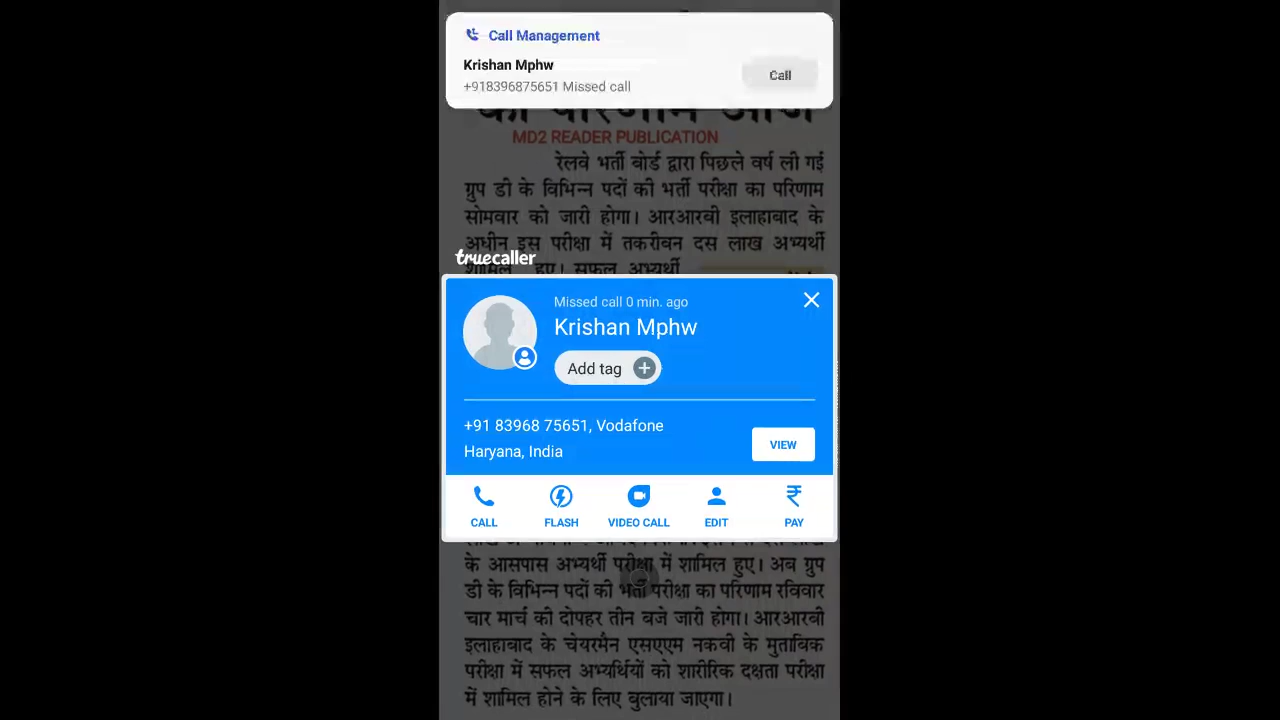 Call Management
Krishan Mphw
+918396875651 Missed call
Call
MD2 READER PUBLICATION
रेलवे भर्ती बोर्ड द्वारा पिछले वर्ष ली गई
ग्रुप डी के विभिन्न पदों की भर्ती परीक्षा का परिणाम
सोमवार को जारी होगा। आरआरबी इलाहाबाद के
अधीन इस परीक्षा में तकरीबन दस लाख अभ्यर्थी
शामिल हुए। सफल अभ्यर्थी
truecaller
Missed call 0 min. ago
Krishan Mphw
Add tag
+91 83968 75651, Vodafone
Haryana, India
VIEW
CALL
FLASH
VIDEO CALL
EDIT
PAY
के आसपास अभ्यर्थी परीक्षा में शामिल हुए। अब ग्रुप
डी के विभिन्न पदों की भर्ती परीक्षा का परिणाम रविवार
चार मार्च की दोपहर तीन बजे जारी होगा। आरआरबी
इलाहाबाद के चेयरमैन एसएएम नकवी के मुताबिक
परीक्षा में सफल अभ्यर्थियों को शारीरिक दक्षता परीक्षा
में शामिल होने के लिए बुलाया जाएगा।